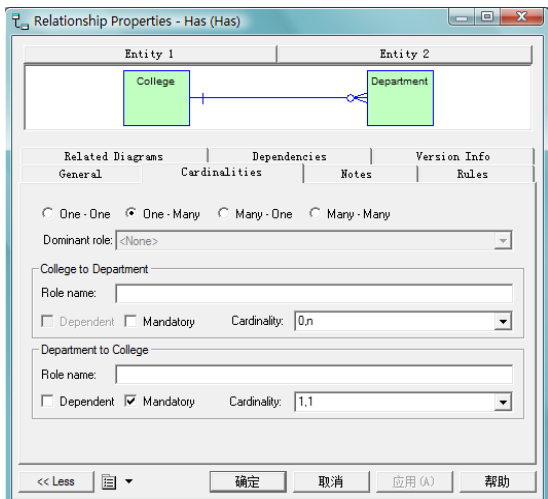 Relationship Properties - Has (Has)
Entity 1 Entity 2
College Department
Related Diagrams Dependencies Version Info
General Cardinalities Notes Rules
One - One One - Many Many - One Many - Many
Dominant role: <None>
College to Department
Role name:
Dependent Mandatory Cardinality: 0,n
Department to College
Role name:
Dependent Mandatory Cardinality: 1,1
<< Less 确定 取消 应用(A) 帮助